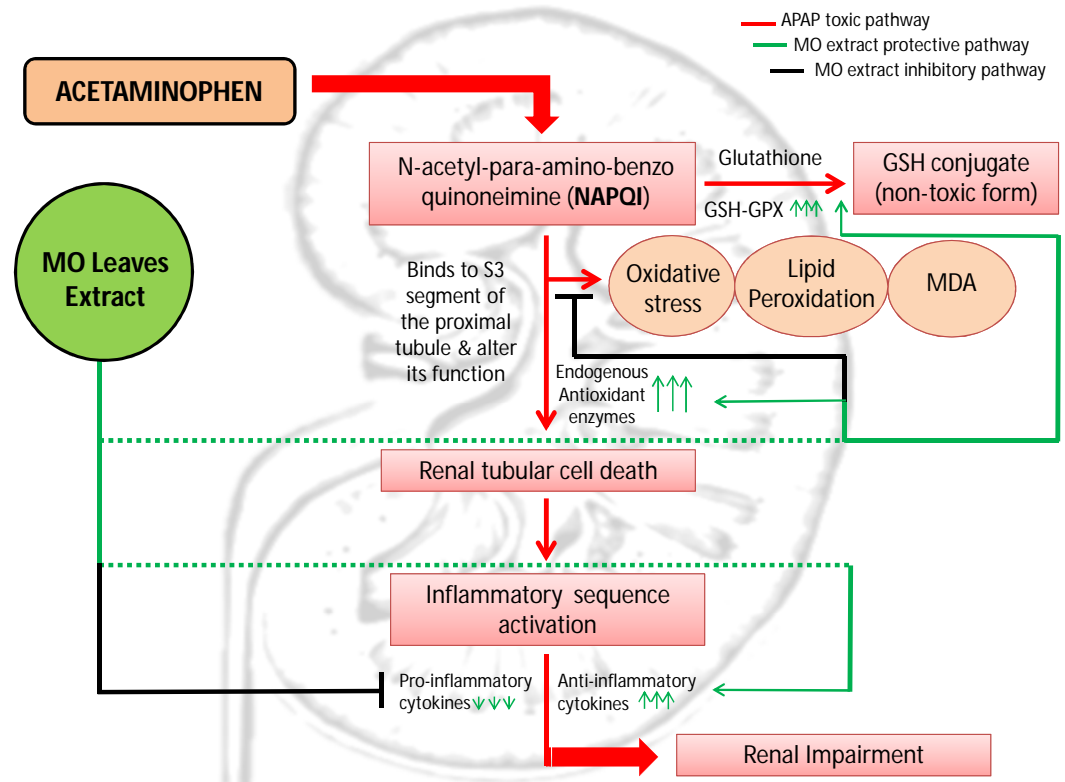 APAP toxic pathway
MO extract protective pathway
MO extract inhibitory pathway
ACETAMINOPHEN
N-acetyl-para-amino-benzo
quinoneimine (NAPQI)
Glutathione
GSH-GPX
GSH conjugate
(non-toxic form)
MO Leaves
Extract
Binds to S3
segment of
the proximal
tubule & alter
its function
Oxidative
stress
Lipid
Peroxidation
MDA
Endogenous
Antioxidant
enzymes
Renal tubular cell death
Inflammatory sequence
activation
Pro-inflammatory
cytokines
Anti-inflammatory
cytokines
Renal Impairment